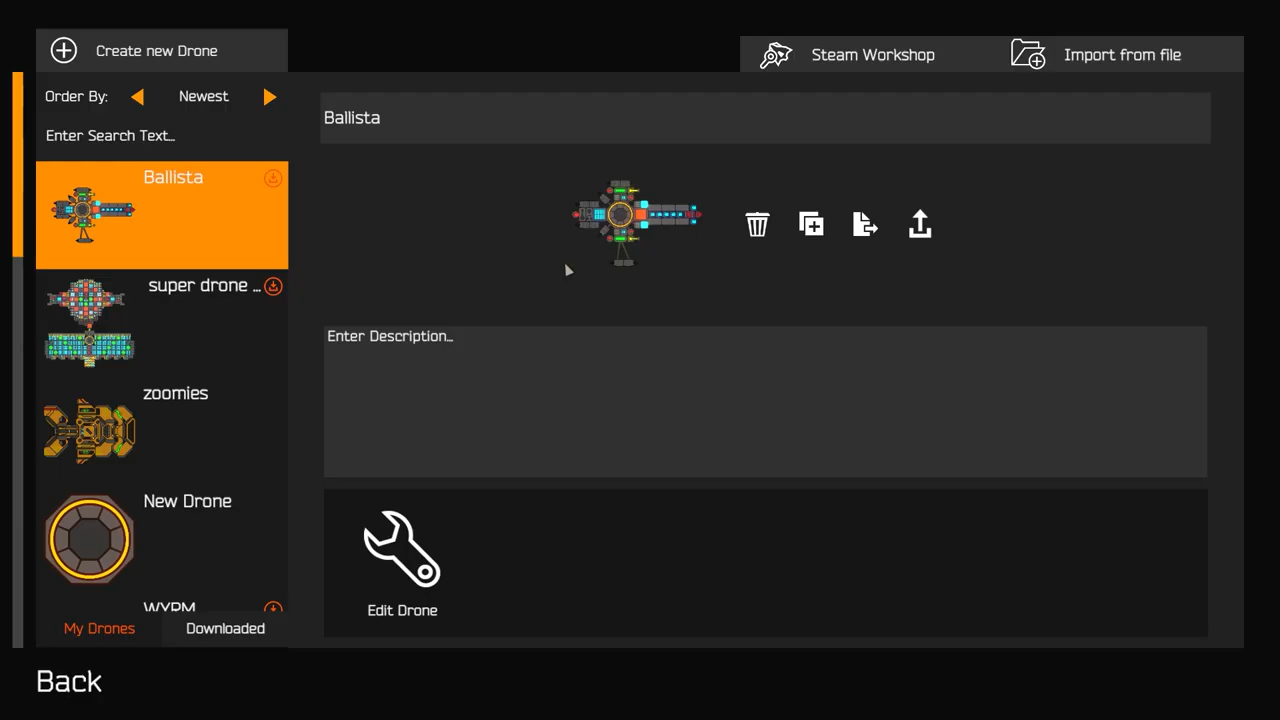 Create new Drone
Steam Workshop
Import from file
Order By:
Newest
Enter Search Text...
Ballista
super drone ...
zoomies
New Drone
WYPM
My Drones
Downloaded
Ballista
Enter Description...
Edit Drone
Back